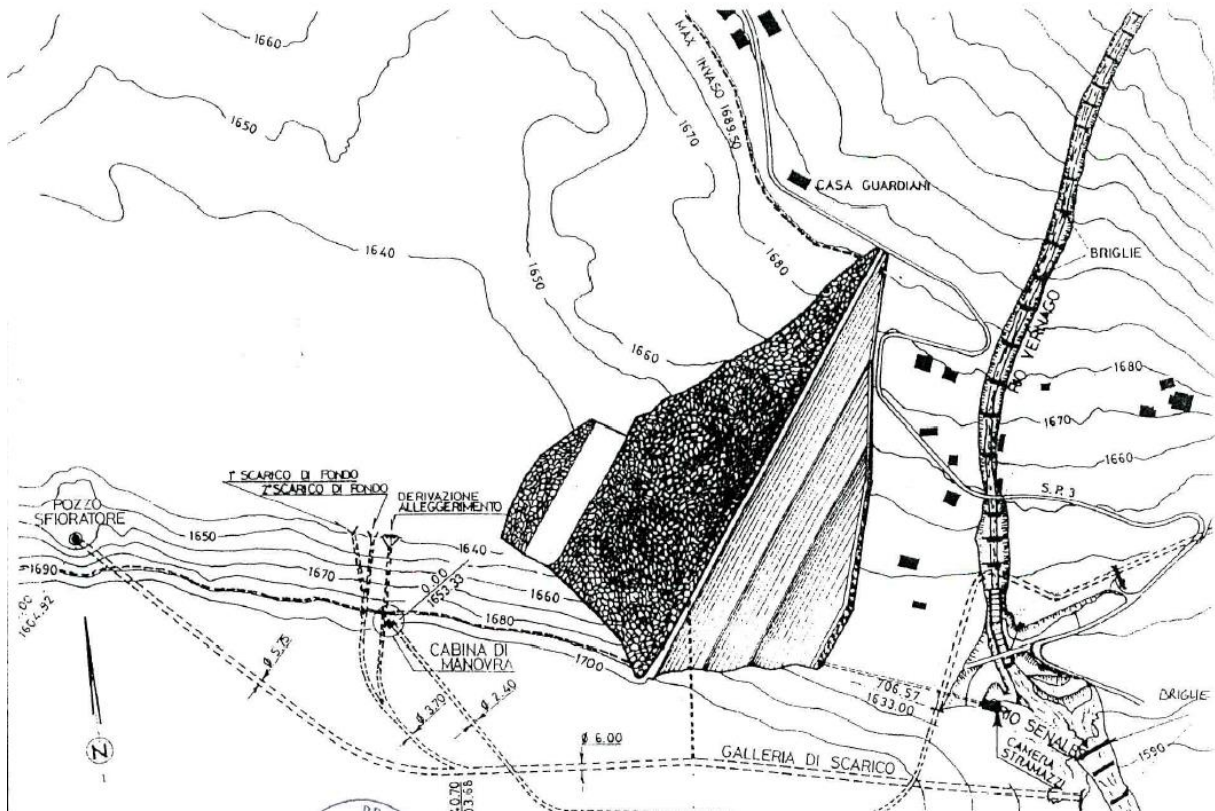 1660
1650
1640
1650
1660
1670
1680
MAX INVASO 1689.50
CASA GUARDIANI
BRIGLIE
RIO VERNAGO
1680
1670
1660
S.P. 3
1° SCARICO DI FONDO
2° SCARICO DI FONDO
DERIVAZIONE
ALLEGGERIMENTO
POZZO
SFIORATORE
1650
1640
1690
1670
1660
0.00
1653.33
1680
1700
CABINA DI
MANOVRA
1604.92
Ø 5.75
Ø 3.70
Ø 2.40
Ø 6.00
GALLERIA DI SCARICO
706.57
1633.00
CAMERA
STRAMAZZI
RIO SENALES
BRIGLIE
1590
N